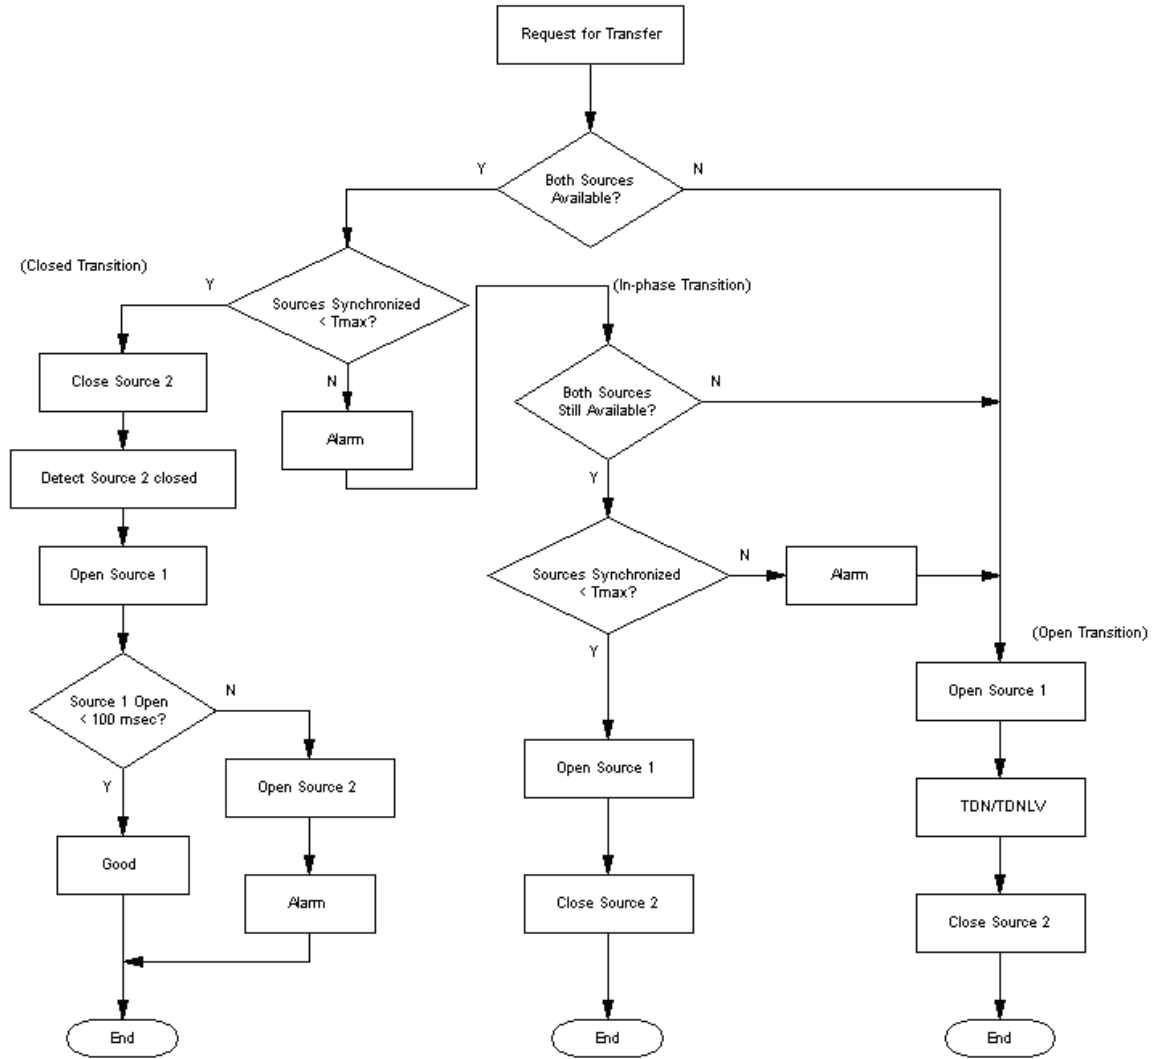 Request for Transfer
Y
N
Both Sources
Available?
(Closed Transition)
Y
Sources Synchronized
< Tmax?
(In-phase Transition)
Close Source 2
N
Alarm
Both Sources
Still Available?
N
Detect Source 2 closed
Y
Open Source 1
Sources Synchronized
< Tmax?
N
Alarm
Y
(Open Transition)
Source 1 Open
< 100 msec?
N
Open Source 1
Y
Open Source 2
Open Source 1
TDN/TDNLV
Good
Alarm
Close Source 2
Close Source 2
End
End
End